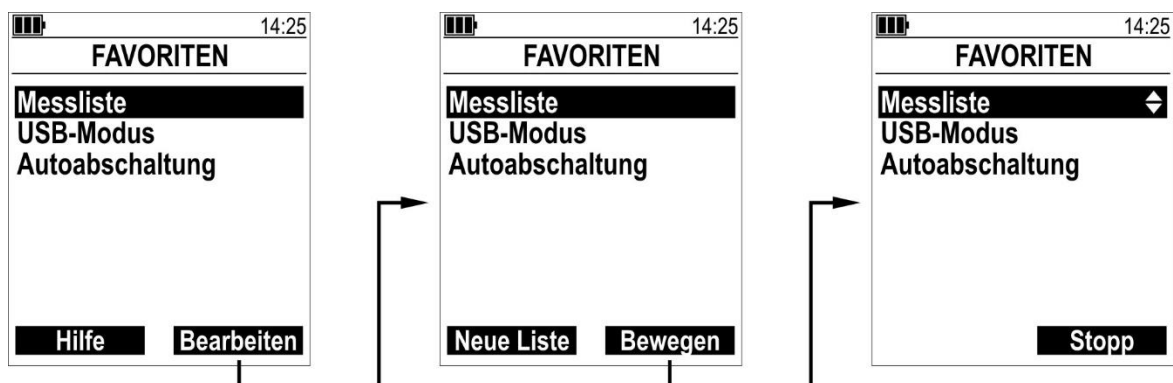 14:25
FAVORITEN
Messliste
USB-Modus
Autoabschaltung
Hilfe Bearbeiten
14:25
FAVORITEN
Messliste
USB-Modus
Autoabschaltung
Neue Liste Bewegen
14:25
FAVORITEN
Messliste
USB-Modus
Autoabschaltung
Stopp